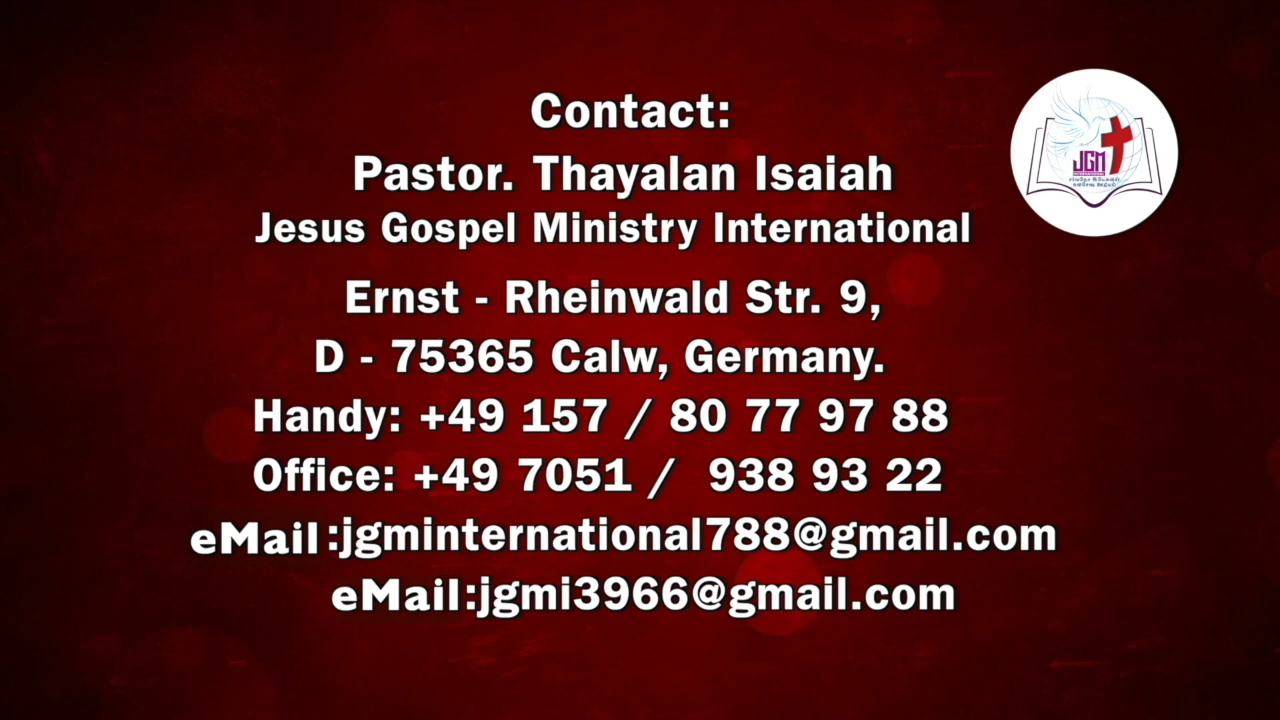 Contact:
Pastor. Thayalan Isaiah
Jesus Gospel Ministry International
Ernst - Rheinwald Str. 9,
D - 75365 Calw, Germany.
Handy: +49 157 / 80 77 97 88
Office: +49 7051 /  938 93 22
eMail:jgminternational788@gmail.com
eMail:jgmi3966@gmail.com
JGM
INTERNATIONAL